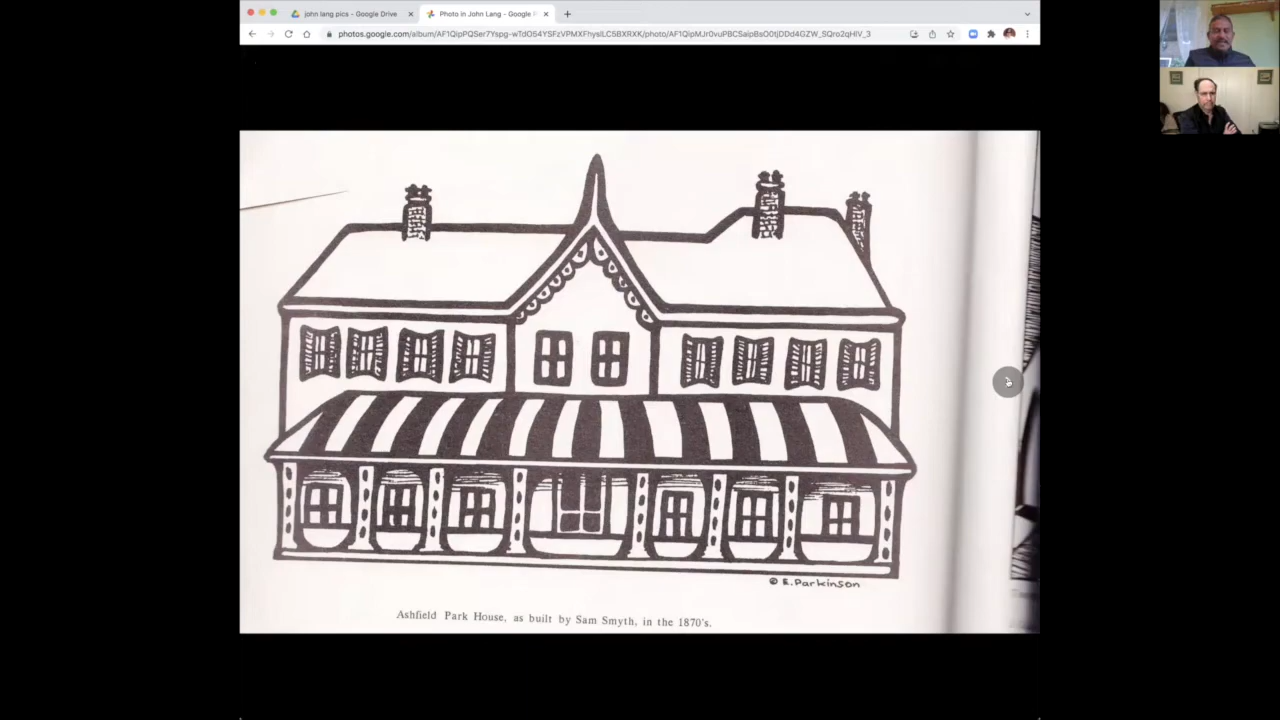 john lang pics - Google Drive
Photo in John Lang - Google P
© E. Parkinson
Ashfield Park House, as built by Sam Smyth, in the 1870's.